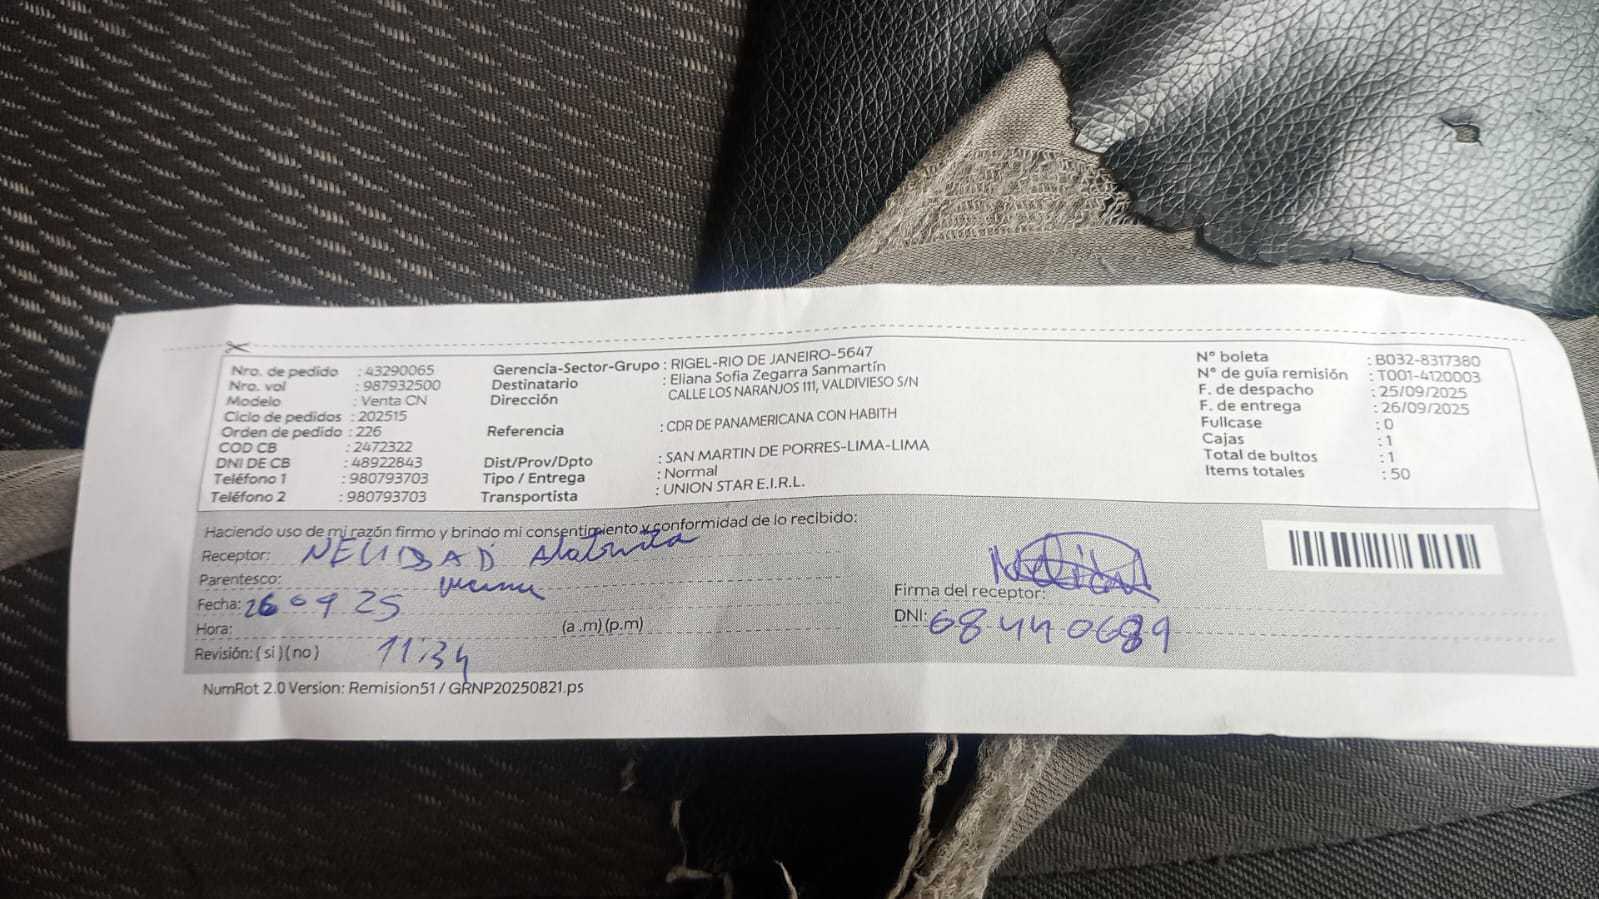 Nro. de pedido : 43290065
Nro. vol : 987932500
Modelo : Venta CN
Ciclo de pedidos : 202515
Orden de pedido : 226
COD CB : 2472322
DNI DE CB : 48922843
Teléfono 1 : 980793703
Teléfono 2 : 980793703
Gerencia-Sector-Grupo : RIGEL-RIO DE JANEIRO-5647
Destinatario : Eliana Sofia Zegarra Sanmartín
Dirección CALLE LOS NARANJOS 111, VALDIVIESO S/N
Referencia : CDR DE PANAMERICANA CON HABITH
Dist/Prov/Dpto : SAN MARTIN DE PORRES-LIMA-LIMA
Tipo / Entrega : Normal
Transportista : UNION STAR E.I.R.L.
N° boleta : B032-8317380
N° de guía remisión : T001-4120003
F. de despacho : 25/09/2025
F. de entrega : 26/09/2025
Fullcase : 0
Cajas : 1
Total de bultos : 1
Items totales : 50
Haciendo uso de mi razón firmo y brindo mi consentimiento y conformidad de lo recibido:
Receptor:
Parentesco:
Fecha: 26 09 25
Hora: (a .m) (p.m)
Revisión: ( si ) ( no ) 11:34
Firma del receptor:
DNI:
NumRot 2.0 Version: Remision51 / GRNP20250821.ps